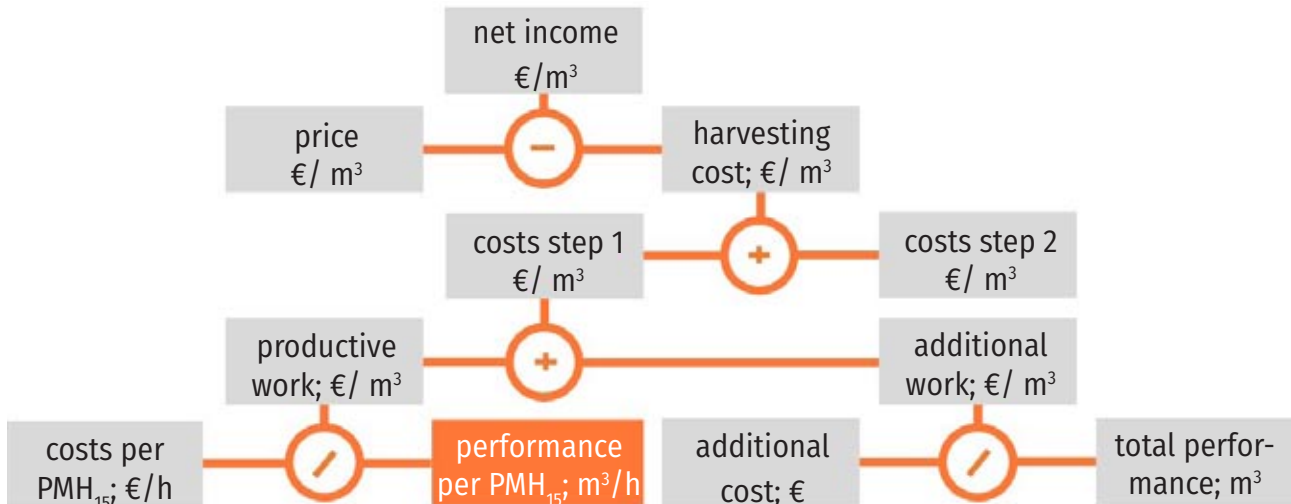 net income
€/m³
price
€/ m³
−
harvesting
cost; €/ m³
costs step 1
€/ m³
+
costs step 2
€/ m³
productive
work; €/ m³
+
additional
work; €/ m³
costs per
PMH₁₅; €/h
/
performance
per PMH₁₅; m³/h
additional
cost; €
/
total perfor-
mance; m³